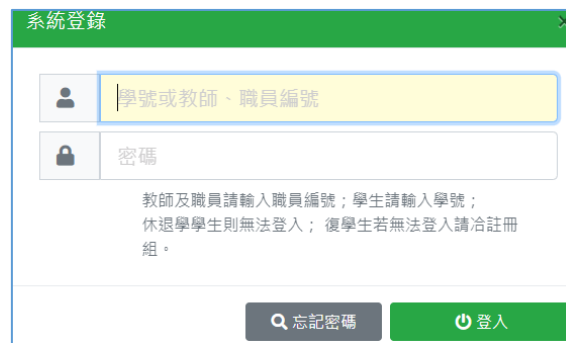 系統登錄
學號或教師、職員編號
密碼
教師及職員請輸入職員編號；學生請輸入學號；
休退學學生則無法登入； 復學生若無法登入請洽註冊
組。
忘記密碼
登入